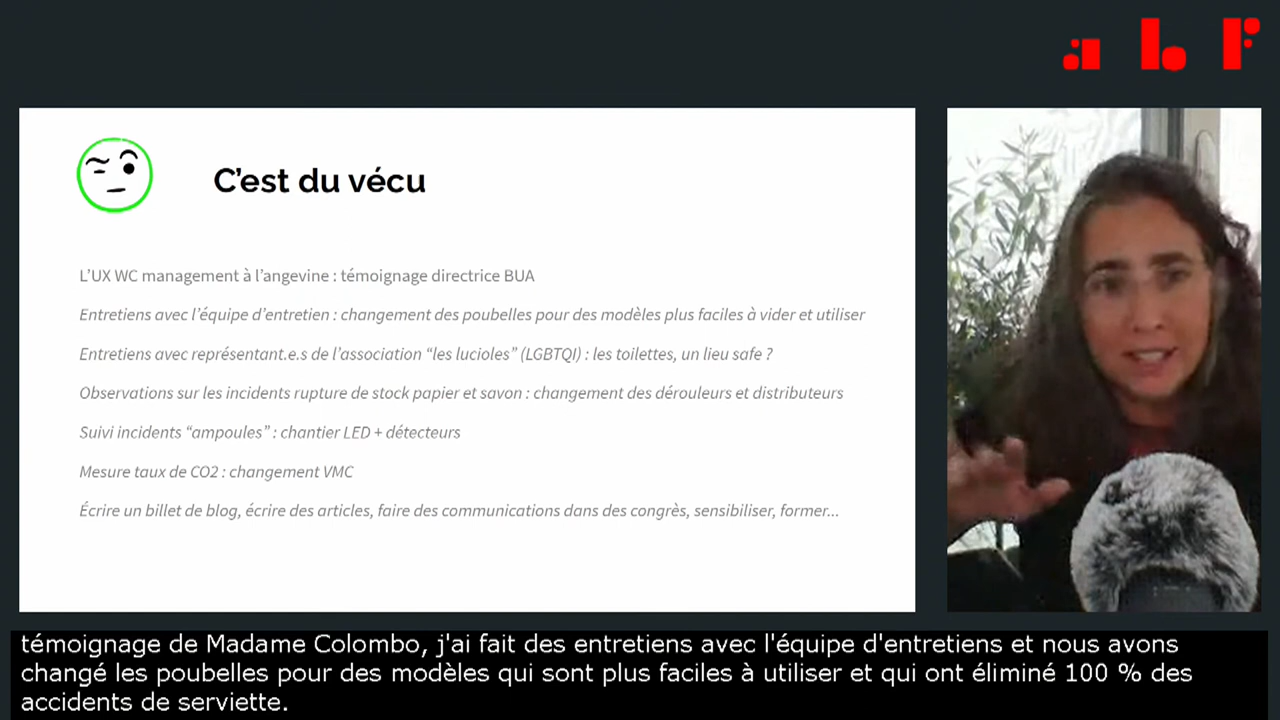 abf
C'est du vécu
L'UX WC management à l'angevine : témoignage directrice BUA
Entretiens avec l'équipe d'entretien : changement des poubelles pour des modèles plus faciles à vider et utiliser
Entretiens avec représentant.e.s de l'association “les lucioles” (LGBTQI) : les toilettes, un lieu safe ?
Observations sur les incidents rupture de stock papier et savon : changement des dérouleurs et distributeurs
Suivi incidents “ampoules” : chantier LED + détecteurs
Mesure taux de CO2 : changement VMC
Écrire un billet de blog, écrire des articles, faire des communications dans des congrès, sensibiliser, former...
témoignage de Madame Colombo, j'ai fait des entretiens avec l'équipe d'entretiens et nous avons
changé les poubelles pour des modèles qui sont plus faciles à utiliser et qui ont éliminé 100 % des
accidents de serviette.